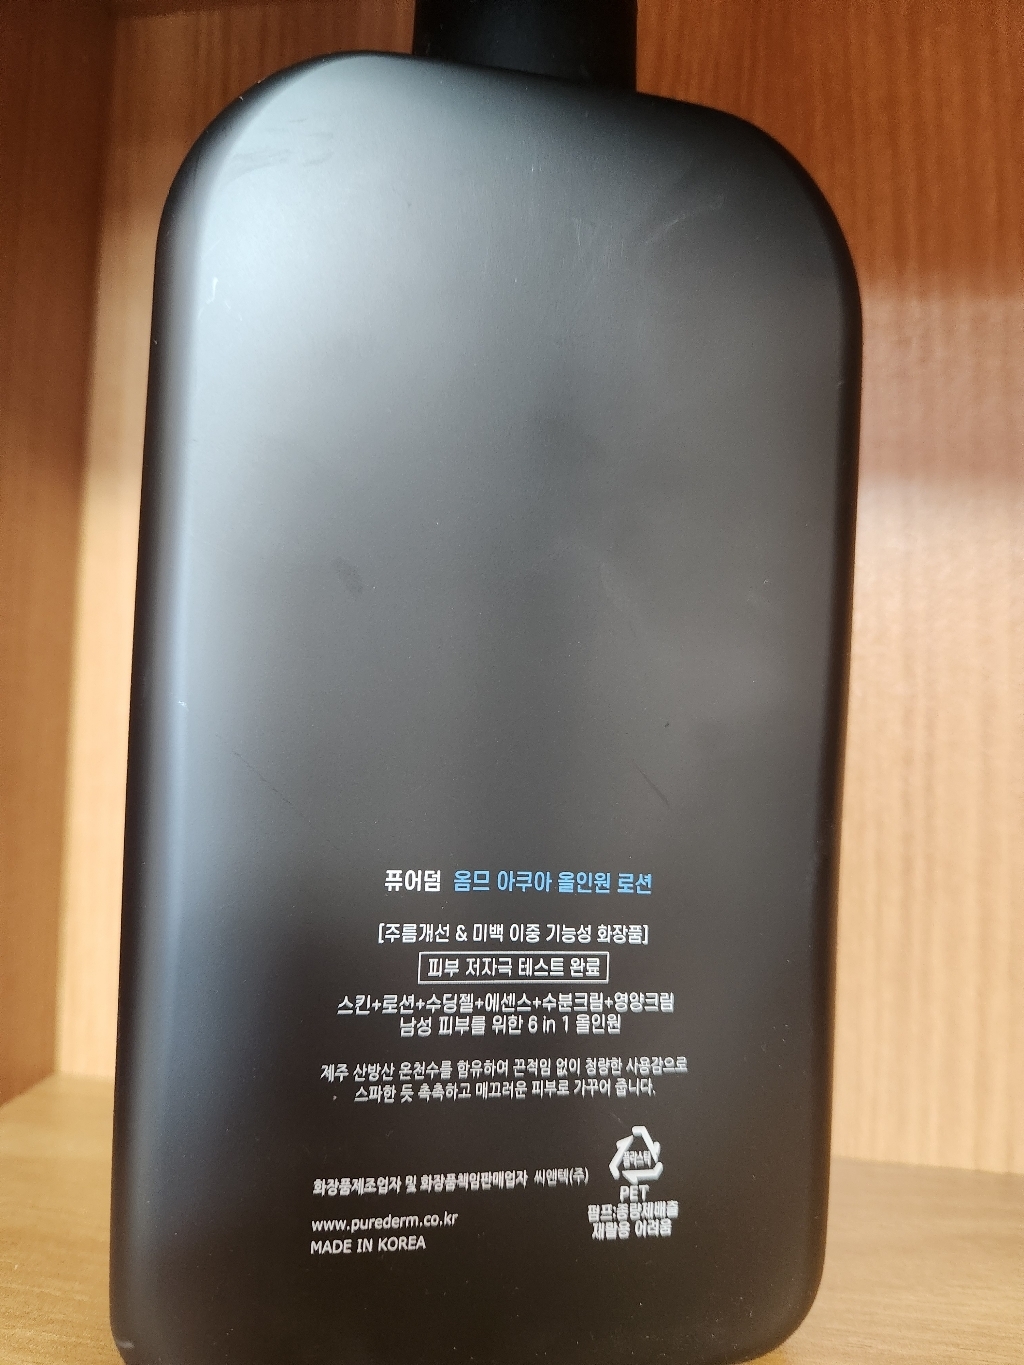 퓨어덤 옴므 아쿠아 올인원 로션
[주름개선 & 미백 이중 기능성 화장품]
피부 저자극 테스트 완료
스킨+로션+수딩젤+에센스+수분크림+영양크림
남성 피부를 위한 6 in 1 올인원
제주 산방산 온천수를 함유하여 끈적임 없이 청량한 사용감으로
스파한 듯 촉촉하고 매끄러운 피부로 가꾸어 줍니다.
화장품제조업자 및 화장품책임판매업자 씨앤텍(주)
www.purederm.co.kr
MADE IN KOREA
플라스틱
PET
펌프:종량제배출
재활용 어려움